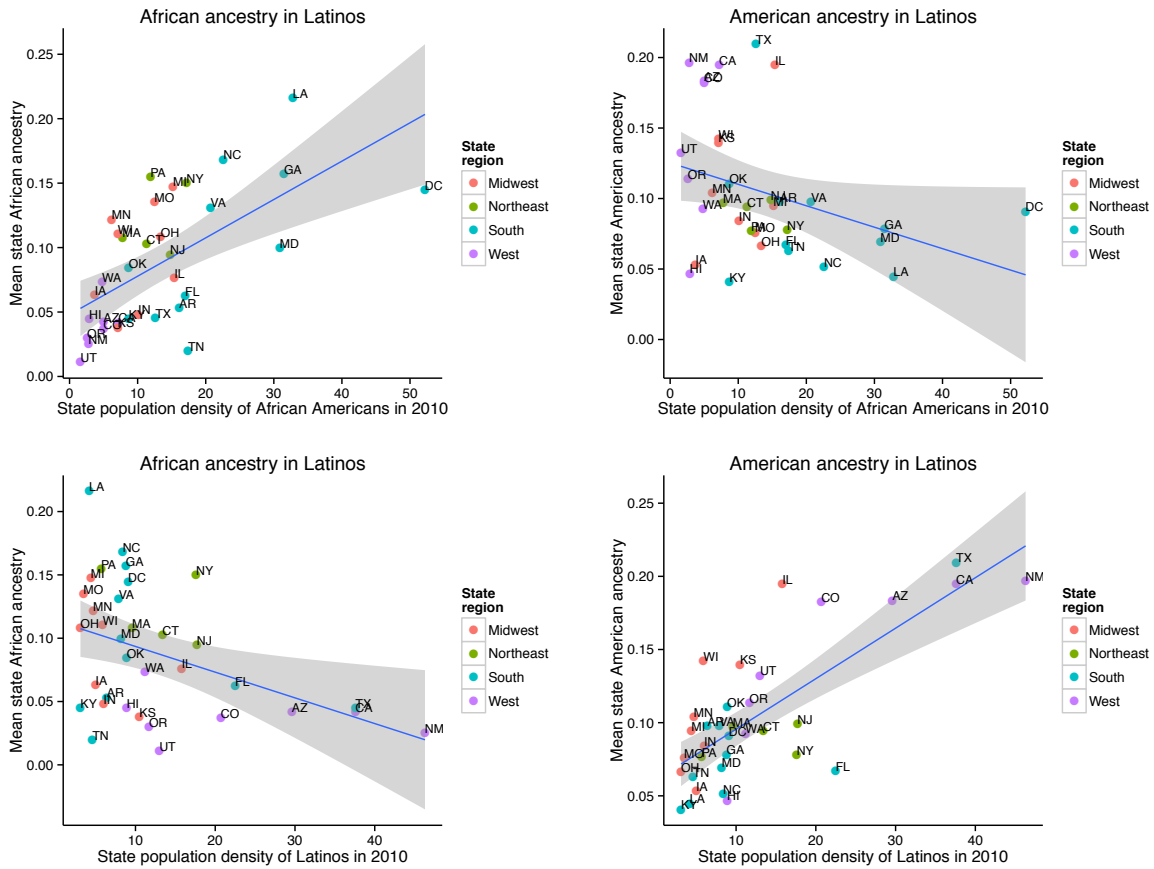 African ancestry in Latinos
Mean state African ancestry
0.25
0.20
0.15
0.10
0.05
0.00
LA
NC
GA
DC
PA
MI
NY
MO
VA
MN
WI
MA
OH
CT
MD
NJ
OK
IL
WA
IA
FL
AR
HI
AZ
CA
KY
IN
TX
CO
KS
OR
NM
TN
UT
0
10
20
30
40
50
State population density of African Americans in 2010
State
region
Midwest
Northeast
South
West
American ancestry in Latinos
Mean state American ancestry
0.20
0.15
0.10
0.05
0.00
TX
NM
CA
IL
AZ
CO
WI
KS
UT
OR
OK
MN
MA
WA
CT
NJ
AR
MI
VA
DC
IN
PA
MO
NY
GA
OH
FL
TN
MD
IA
HI
NC
KY
LA
0
10
20
30
40
50
State population density of African Americans in 2010
State
region
Midwest
Northeast
South
West
African ancestry in Latinos
Mean state African ancestry
0.20
0.15
0.10
0.05
0.00
LA
NC
PA
GA
MI
DC
NY
MO
VA
MN
OH
WI
MA
MD
CT
NJ
OK
WA
IL
IA
FL
AR
KY
IN
HI
KS
AZ
TX
CA
CO
OR
TN
UT
NM
10
20
30
40
State population density of Latinos in 2010
State
region
Midwest
Northeast
South
West
American ancestry in Latinos
Mean state American ancestry
0.25
0.20
0.15
0.10
0.05
TX
IL
CA
NM
CO
AZ
WI
KS
UT
OK
OR
MN
AR
VA
MA
MI
DC
WA
CT
NJ
IN
MO
PA
GA
NY
OH
TN
MD
FL
IA
NC
HI
KY
LA
10
20
30
40
State population density of Latinos in 2010
State
region
Midwest
Northeast
South
West